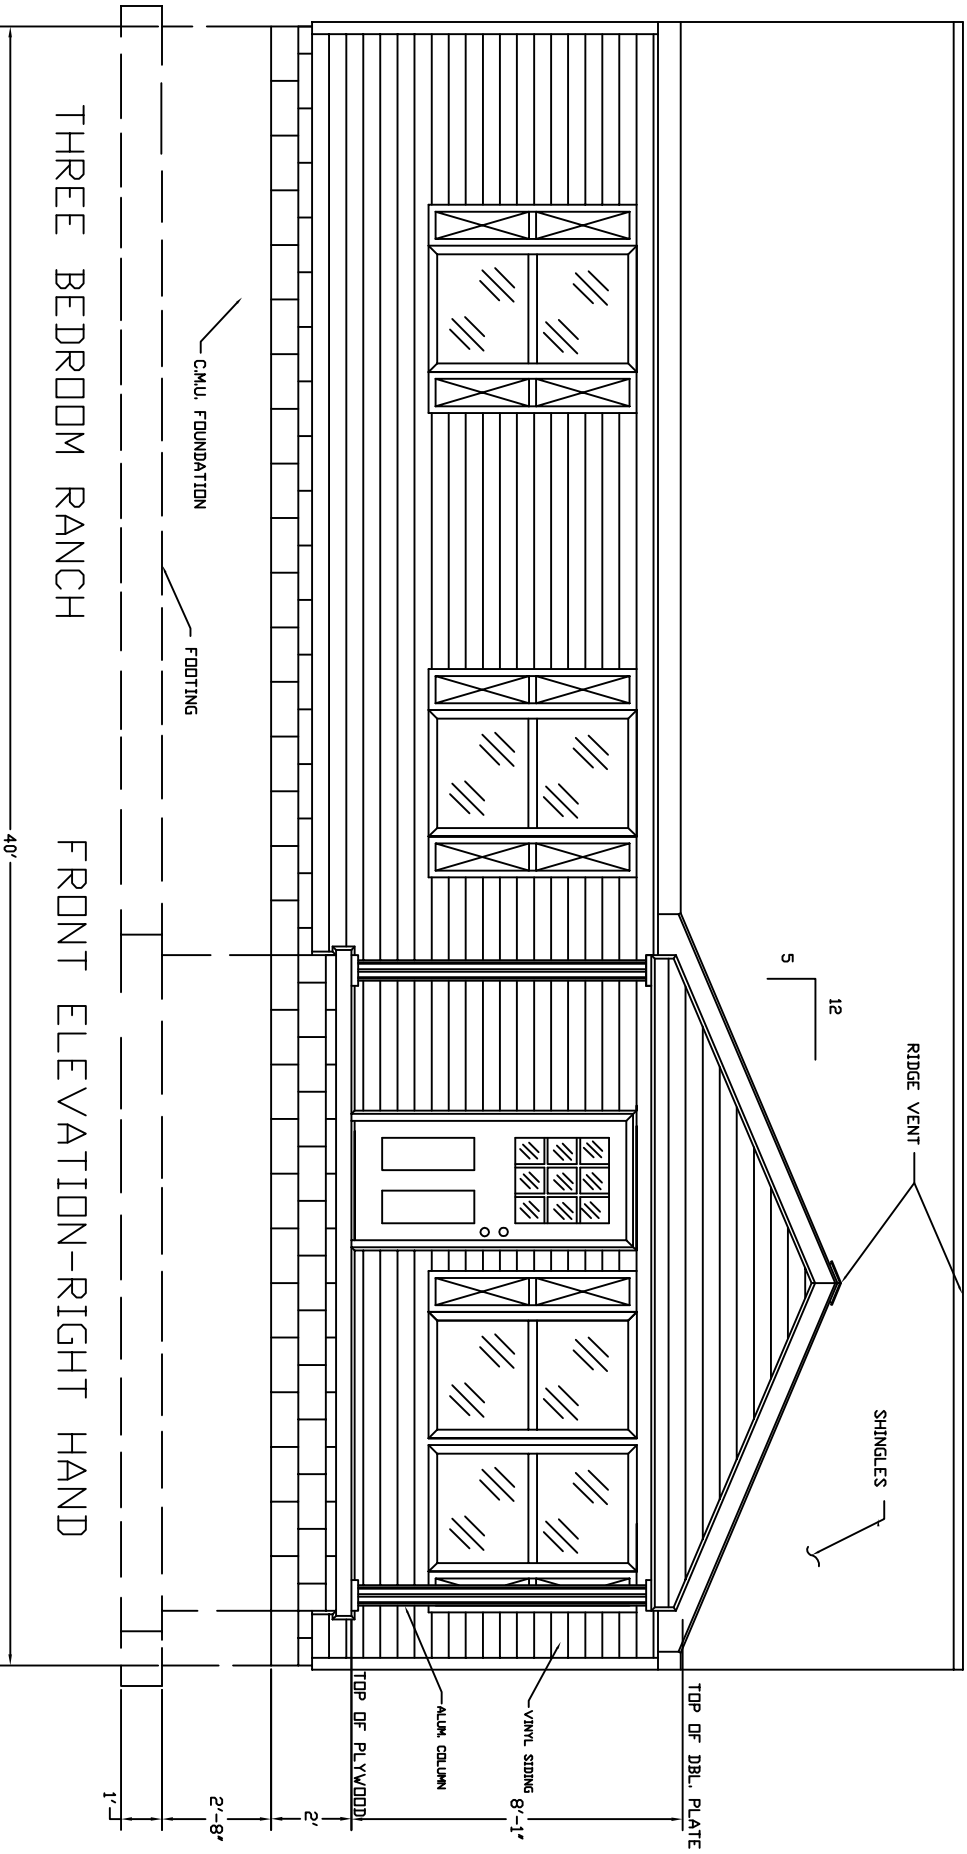 RIDGE VENT
SHINGLES
12
5
TOP OF DBL. PLATE
8'-1"
VINYL SIDING
ALUM. COLUMN
TOP OF PLYWOOD
2'
2'-8"
1'
C.M.U. FOUNDATION
FOOTING
THREE BEDROOM RANCH FRONT ELEVATION-RIGHT HAND
40'